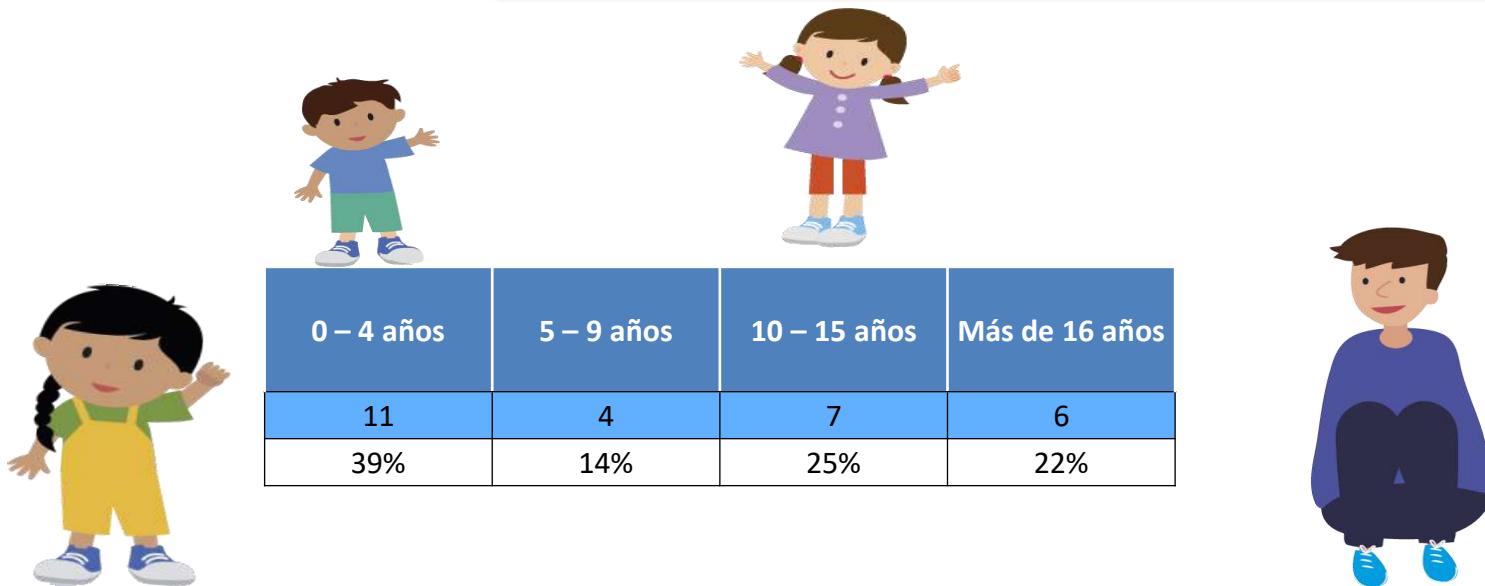 0 – 4 años 5 – 9 años 10 – 15 años Más de 16 años
11 4 7 6
39% 14% 25% 22%